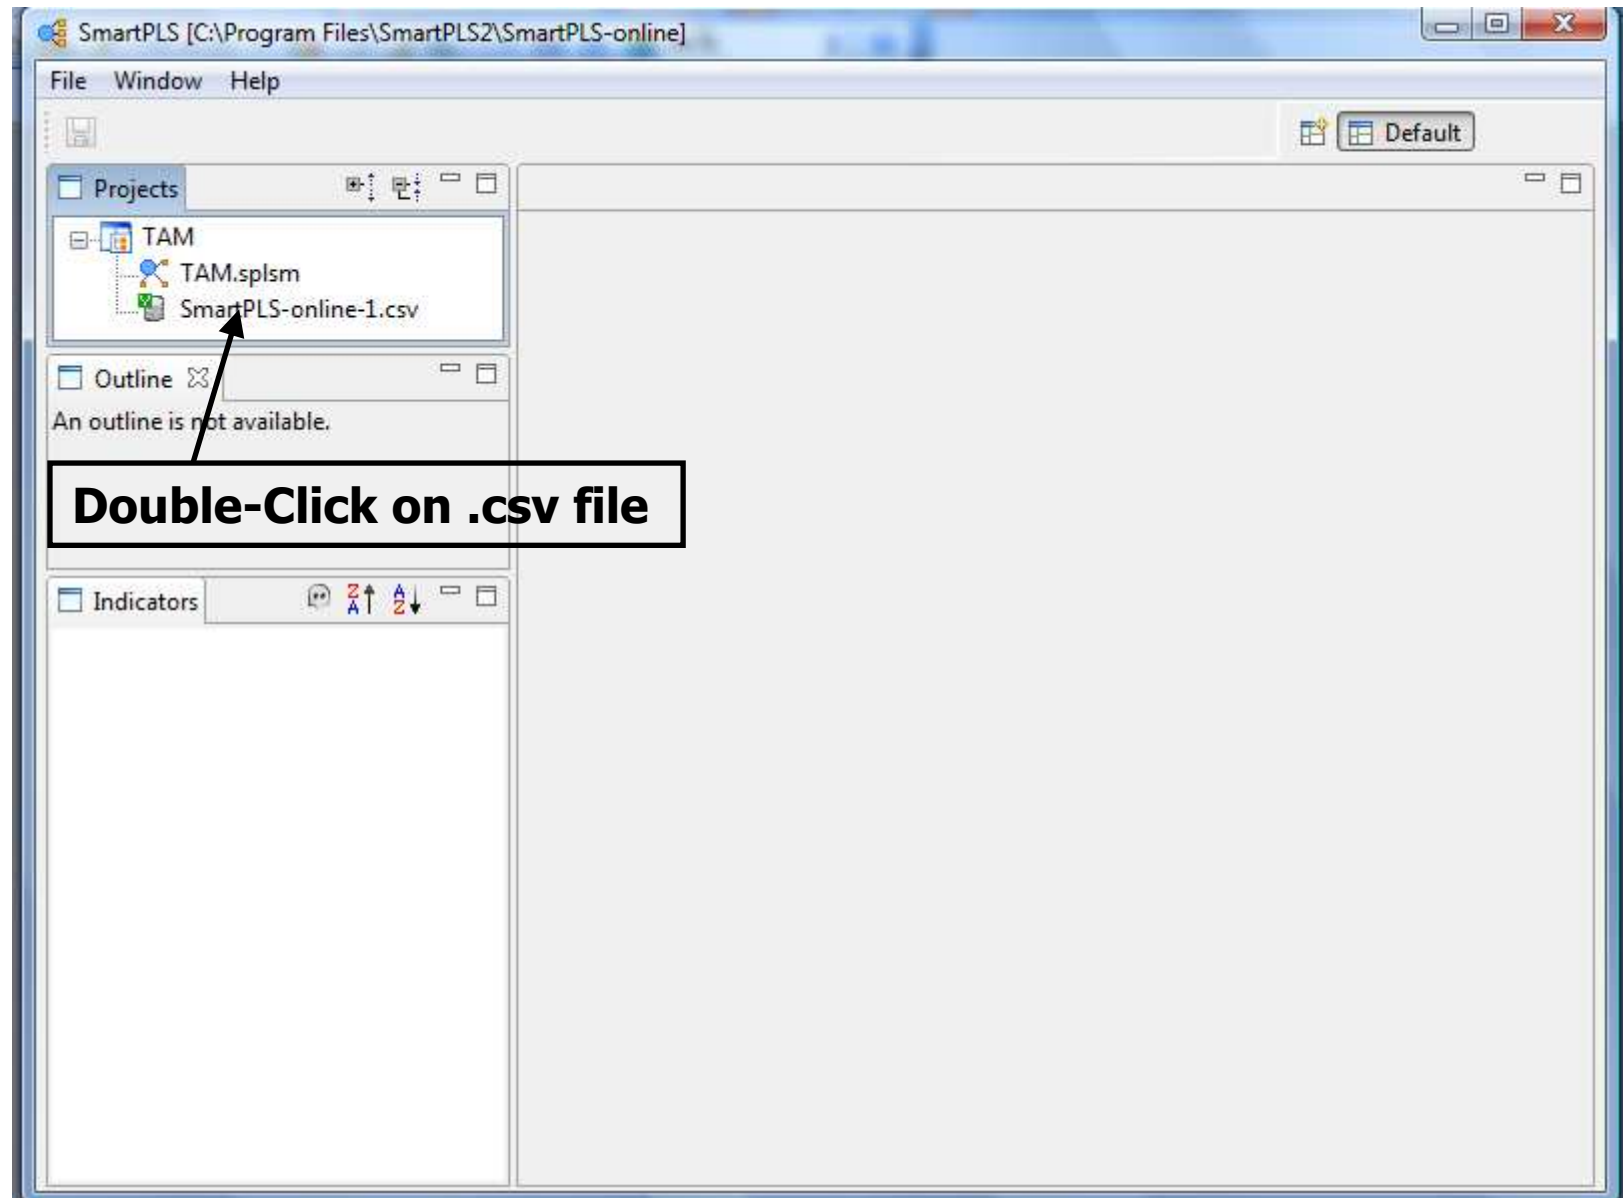 SmartPLS [C:\Program Files\SmartPLS2\SmartPLS-online]
File Window Help
Default
Projects
TAM
TAM.splsm
SmartPLS-online-1.csv
Outline
An outline is not available.
Double-Click on .csv file
Indicators